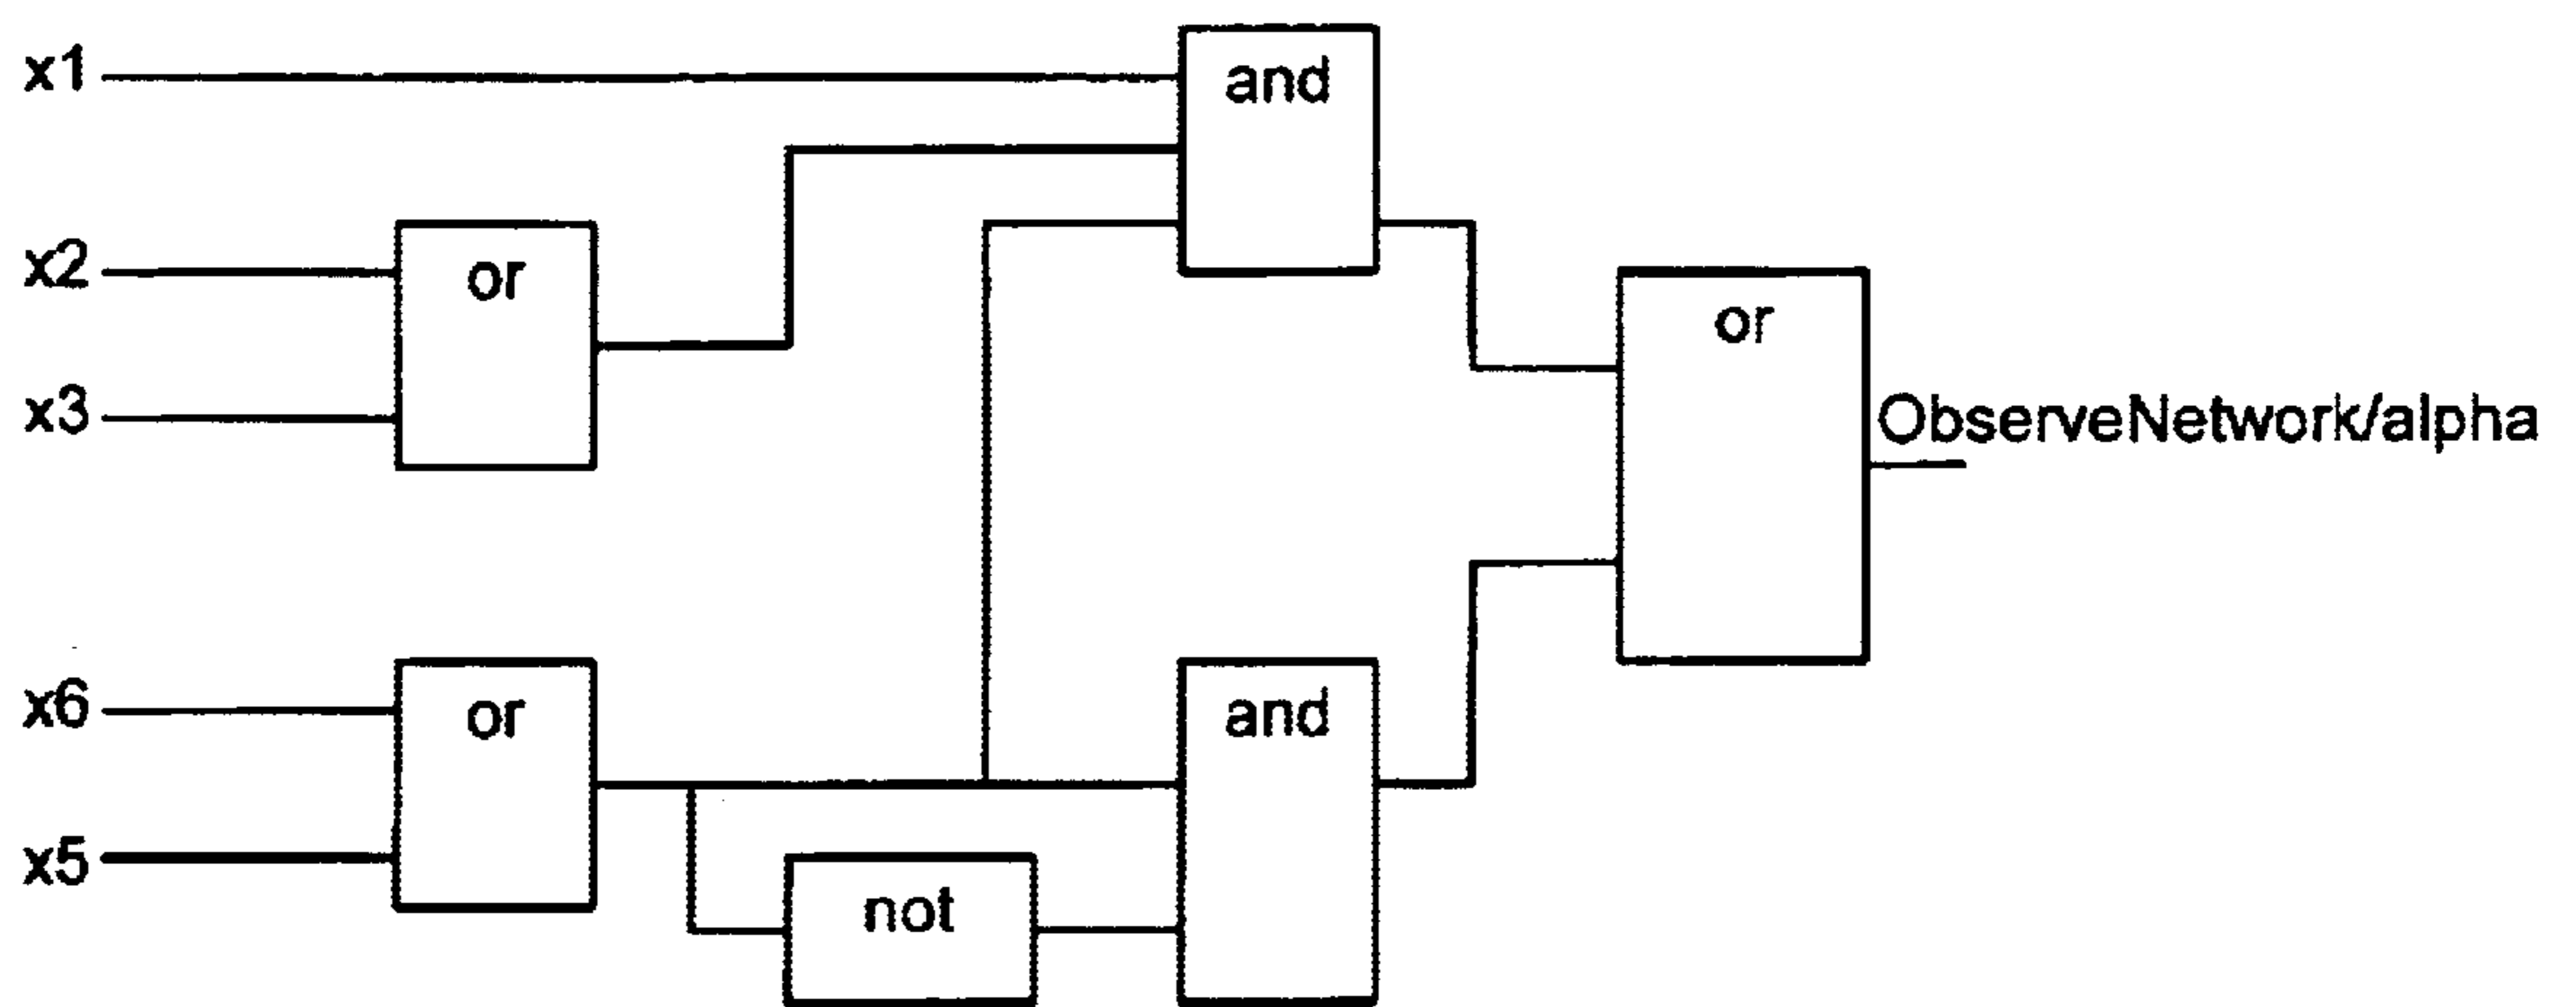 x1
and
x2
or
or
x3
ObserveNetwork/alpha
x6
or
and
x5
not